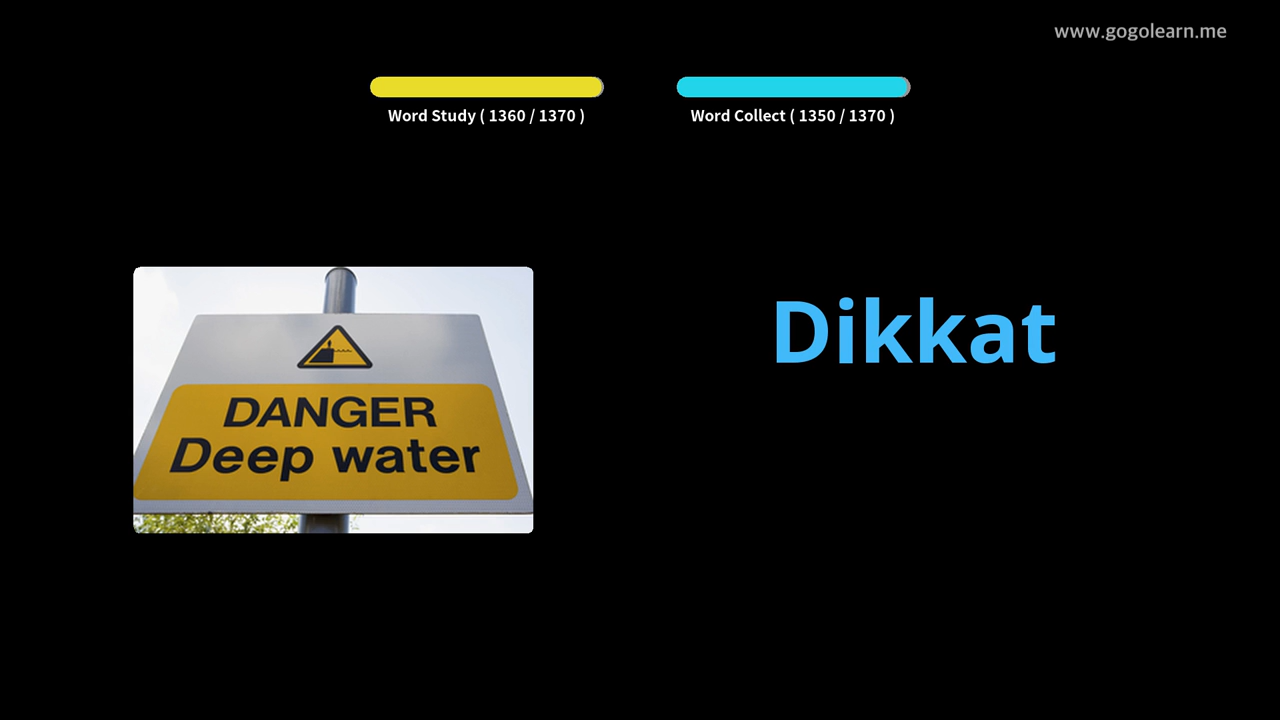 www.gogolearn.me
Word Study ( 1360 / 1370 )
Word Collect ( 1350 / 1370 )
DANGER
Deep water
Dikkat